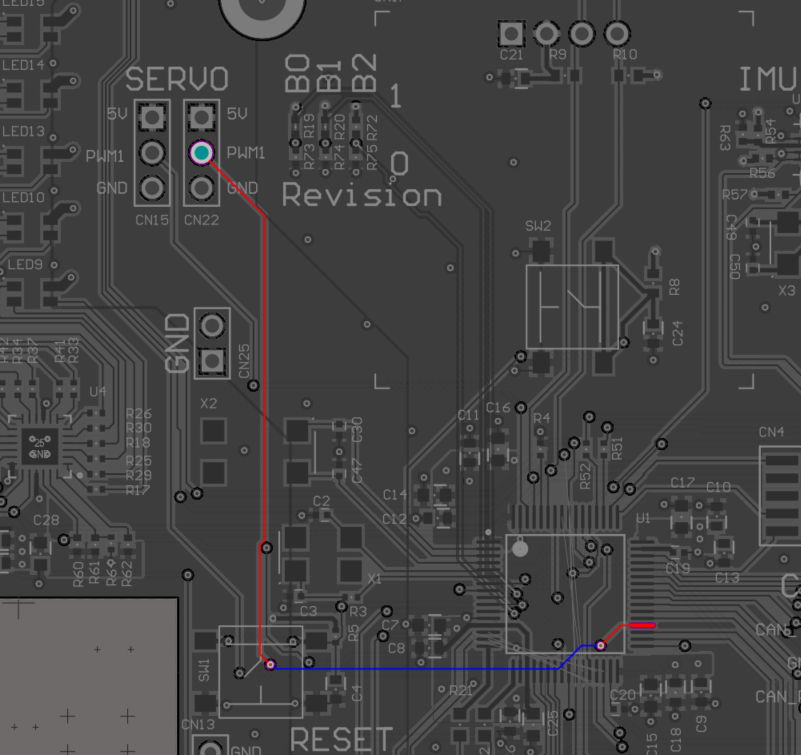 LED15
LED14
LED13
LED10
LED9
SERVO
5V
5V
PWM1
PWM1
GND
GND
CN15
CN22
B0
B1
B2
1
0
R19
R20
R72
R73
R74
R75
Revision
C21
R9
R10
IMU
R63
R54
R56
R57
C49
C50
X3
SW2
R8
C24
GND
CN25
R34
R37
R41
R33
U4
R26
R30
R18
R25
R29
R17
25
GND
X2
C30
C47
C11
C16
R4
R51
R52
CN4
C14
C12
C17
C10
U1
C19
C13
C28
R60
R61
R64
R62
C2
X1
C3
R3
R5
C7
C8
SW1
C4
R21
C25
C20
C15
C18
C9
CN13
GND
RESET